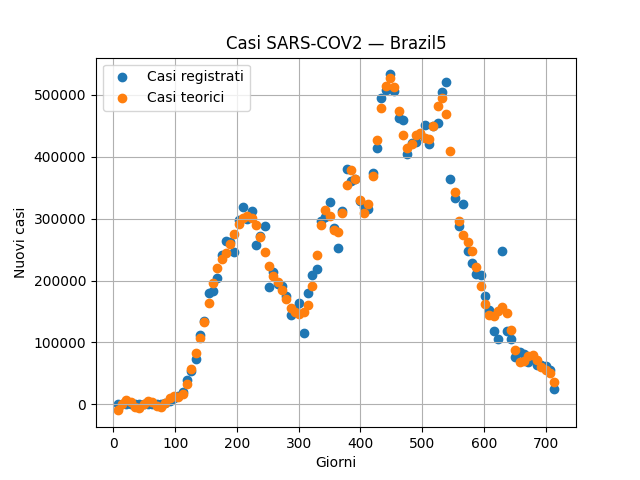 Casi SARS-COV2 — Brazil5
Casi registrati
Casi teorici
500000
400000
300000
200000
100000
0
Nuovi casi
0 100 200 300 400 500 600 700
Giorni